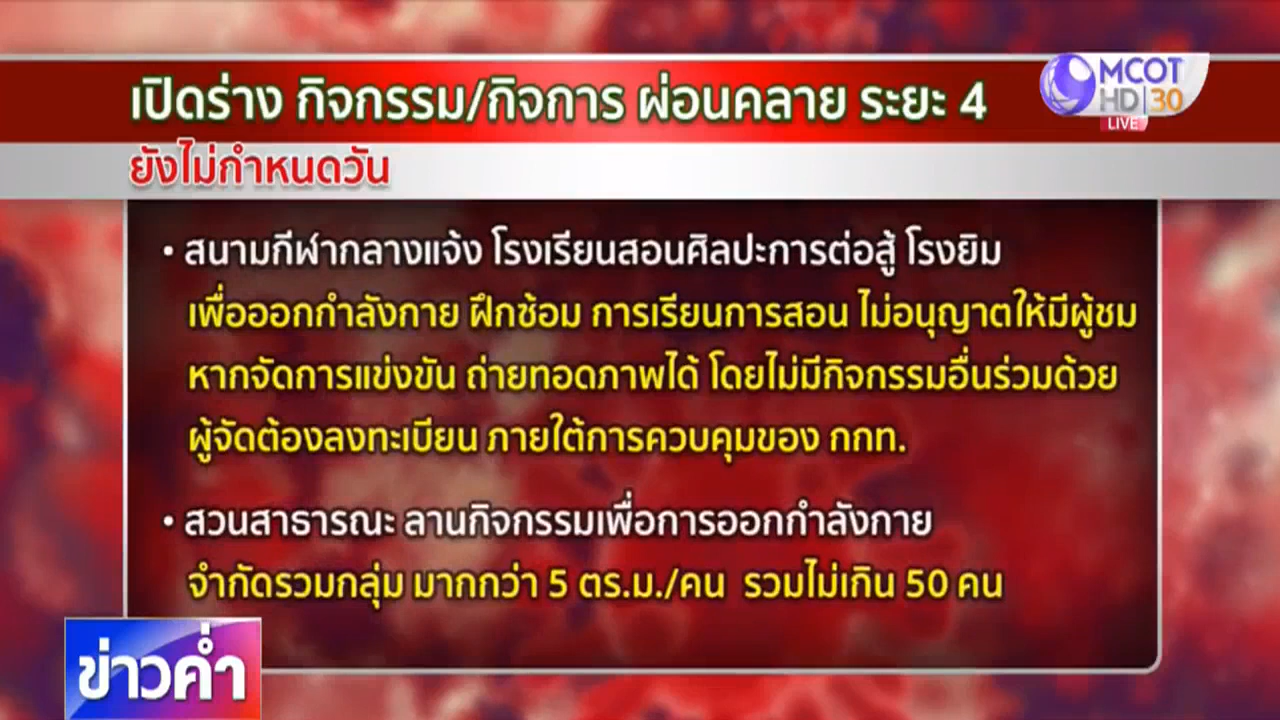 เปิดร่าง กิจกรรม/กิจการ ผ่อนคลาย ระยะ 4
MCOT
HD 30
LIVE
ยังไม่กำหนดวัน
• สนามกีฬากลางแจ้ง โรงเรียนสอนศิลปะการต่อสู้ โรงยิม
เพื่อออกกำลังกาย ฝึกซ้อม การเรียนการสอน ไม่อนุญาตให้มีผู้ชม
หากจัดการแข่งขัน ถ่ายทอดภาพได้ โดยไม่มีกิจกรรมอื่นร่วมด้วย
ผู้จัดต้องลงทะเบียน ภายใต้การควบคุมของ กกท.
• สวนสาธารณะ ลานกิจกรรมเพื่อการออกกำลังกาย
จำกัดรวมกลุ่ม มากกว่า 5 ตร.ม./คน รวมไม่เกิน 50 คน
ข่าวค่ำ